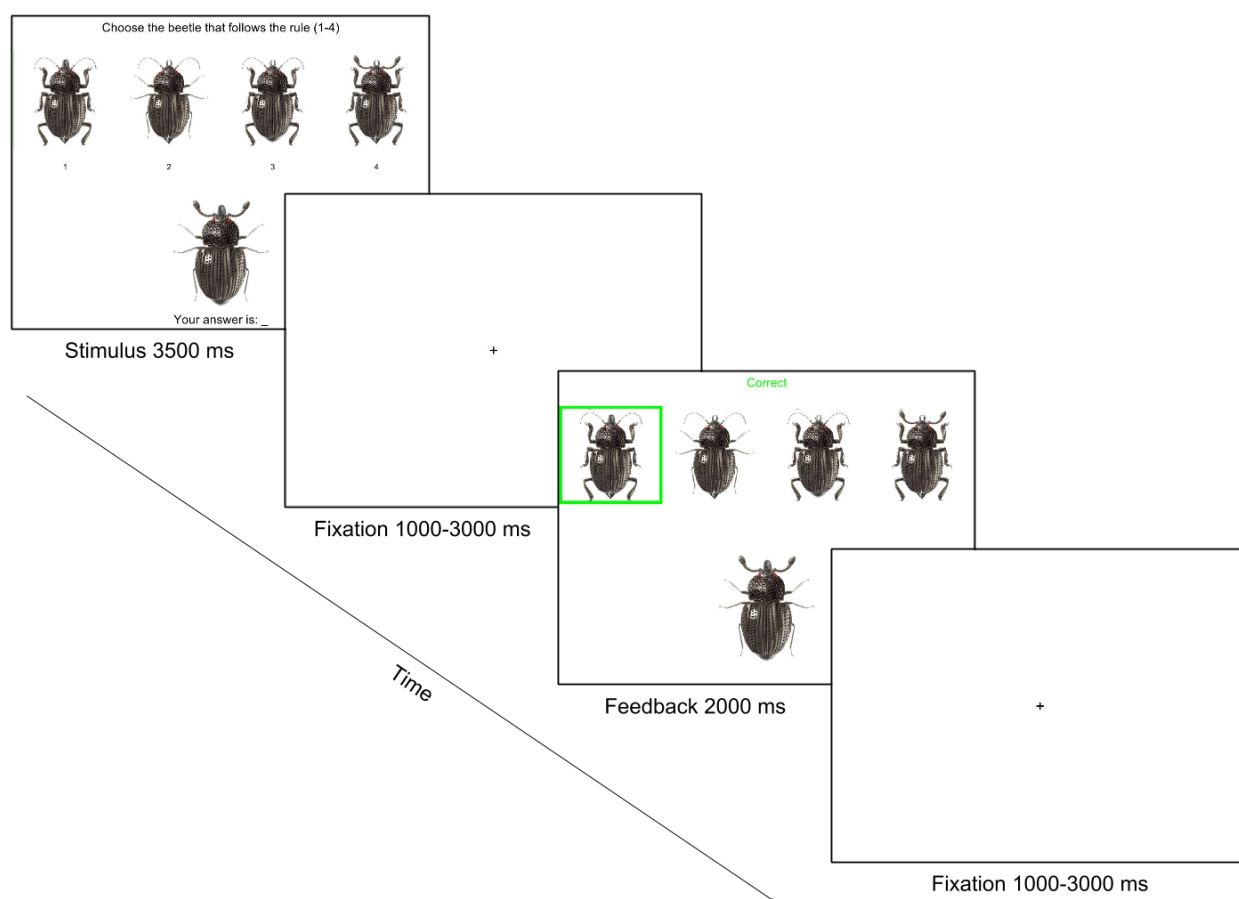 Choose the beetle that follows the rule (1-4)
1 2 3 4
Your answer is: _
Stimulus 3500 ms
+
Fixation 1000-3000 ms
Correct
Time
Feedback 2000 ms
+
Fixation 1000-3000 ms